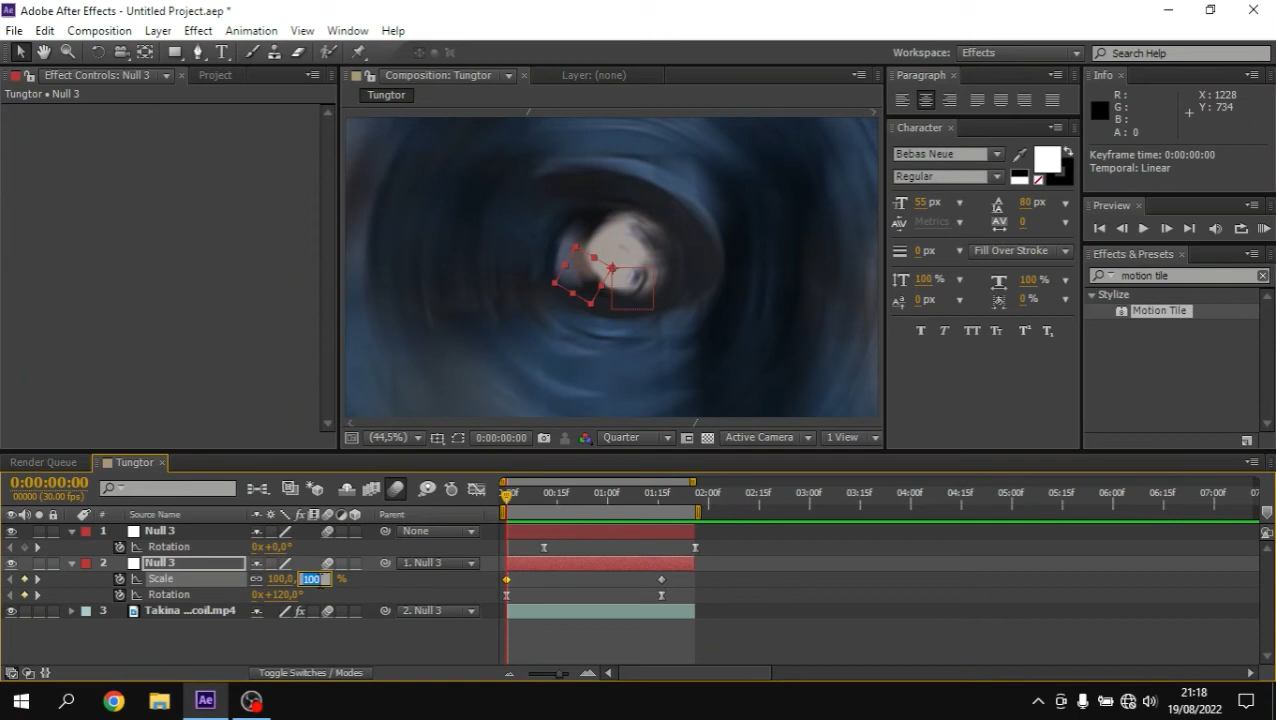 Adobe After Effects - Untitled Project.aep *
File Edit Composition Layer Effect Animation View Window Help
Workspace: Effects Search Help
Effect Controls: Null 3 Project
Tungtor • Null 3
Composition: Tungtor Layer: (none)
Tungtor
Paragraph
Character
Bebas Neue
Regular
55 px 80 px
Metrics 0
0 px Fill Over Stroke
100 % 100 %
0 px 0 %
T T TT Tr T¹ T₁
Info
R : X : 1228
G : Y : 734
B :
A : 0
Keyframe time: 0:00:00:00
Temporal: Linear
Preview
Effects & Presets
motion tile
Stylize
Motion Tile
(44,5%) 0:00:00:00 Quarter Active Camera 1 View
Render Queue Tungtor
0:00:00:00
00000 (30.00 fps)
:00f 00:15f 01:00f 01:15f 02:00f 02:15f 03:00f 03:15f 04:00f 04:15f 05:00f 05:15f 06:00f 06:15f 07:00f
# Source Name Parent
1 Null 3 None
Rotation 0x+0,0°
2 Null 3 1. Null 3
Scale 100,0, 100 %
Rotation 0x+120,0°
3 Takina ...coil.mp4 2. Null 3
Toggle Switches / Modes
21:18
19/08/2022